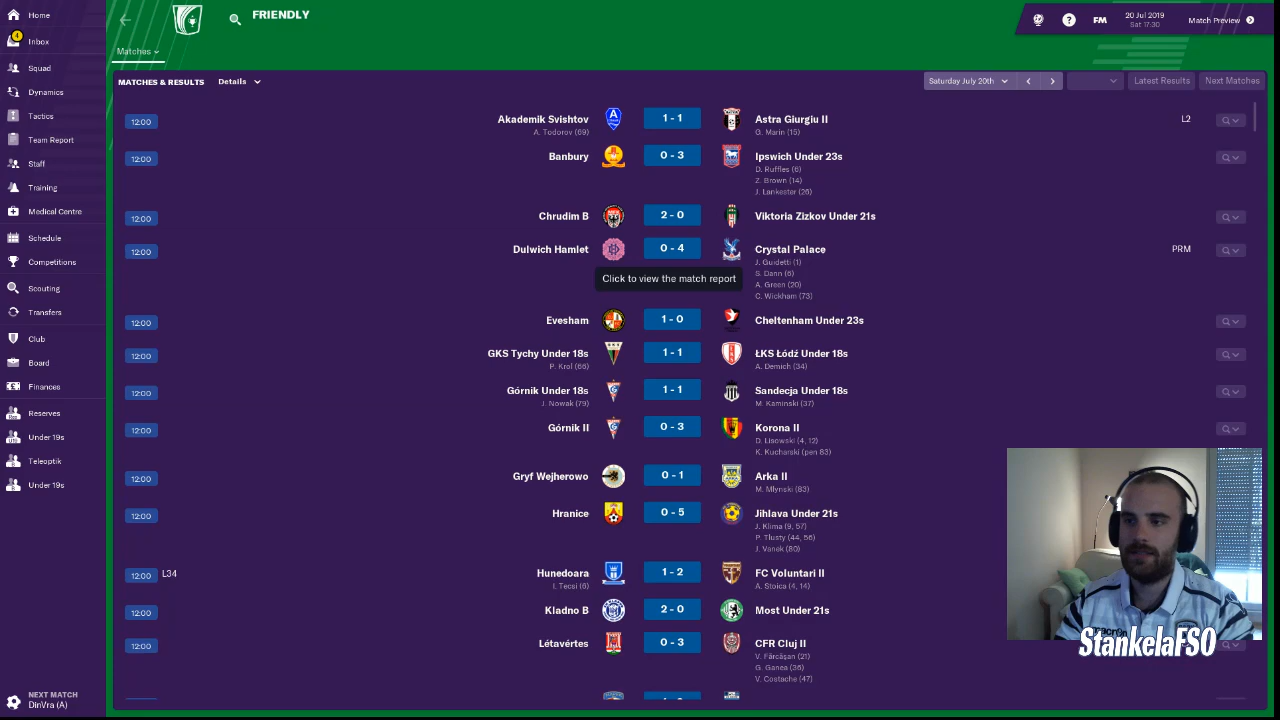 Home
4
Inbox
Squad
Dynamics
Tactics
Team Report
Staff
Training
Medical Centre
Schedule
Competitions
Scouting
Transfers
Club
Board
Finances
Reserves
Under 19s
Teleoptik
Under 19s
NEXT MATCH
DinVra (A)
FRIENDLY
Matches
FM
20 Jul 2019
Sat 17:30
Match Preview
MATCHES & RESULTS Details
Saturday July 20th
Latest Results
Next Matches
12:00 Akademik Svishtov 1 - 1 Astra Giurgiu II L2
A. Todorov (69) G. Marin (15)
12:00 Banbury 0 - 3 Ipswich Under 23s
D. Ruffles (6)
Z. Brown (14)
J. Lankester (26)
12:00 Chrudim B 2 - 0 Viktoria Zizkov Under 21s
12:00 Dulwich Hamlet 0 - 4 Crystal Palace PRM
J. Guidetti (1)
S. Dann (6)
A. Green (20)
C. Wickham (73)
Click to view the match report
12:00 Evesham 1 - 0 Cheltenham Under 23s
12:00 GKS Tychy Under 18s 1 - 1 ŁKS Łódź Under 18s
P. Krol (66) A. Demich (34)
12:00 Górnik Under 18s 1 - 1 Sandecja Under 18s
J. Nowak (79) M. Kaminski (37)
12:00 Górnik II 0 - 3 Korona II
D. Lisowski (4, 12)
K. Kucharski (pen 83)
12:00 Gryf Wejherowo 0 - 1 Arka II
M. Młynski (83)
12:00 Hranice 0 - 5 Jihlava Under 21s
J. Klima (9, 57)
P. Tlusty (44, 56)
J. Vanek (80)
12:00 L34 Hunedoara 1 - 2 FC Voluntari II
I. Tecsi (6) A. Stoica (4, 14)
12:00 Kladno B 2 - 0 Most Under 21s
12:00 Létavértes 0 - 3 CFR Cluj II
V. Fărcășan (21)
G. Ganea (36)
V. Costache (47)
StankelaFSO